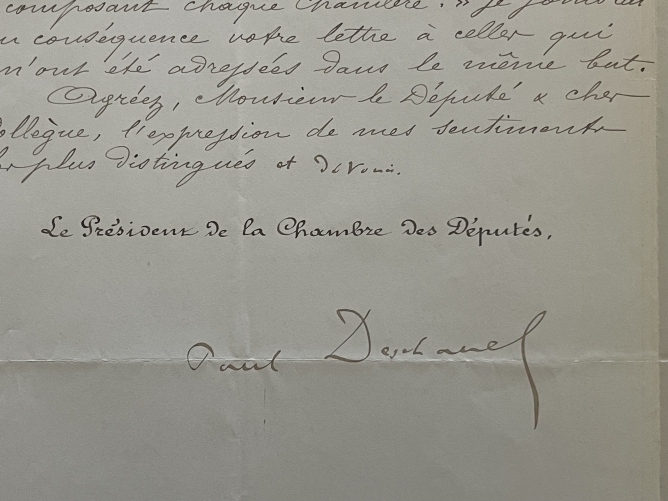 composant chaque Chambre. » Je joins en
conséquence votre lettre à celles qui
m'ont été adressées dans le même but.
Agréez, Monsieur le Député & cher
ollègue, l'expression de mes sentiments
les plus distingués et dévoués.
Le Président de la Chambre des Députés,
Paul Deschanel